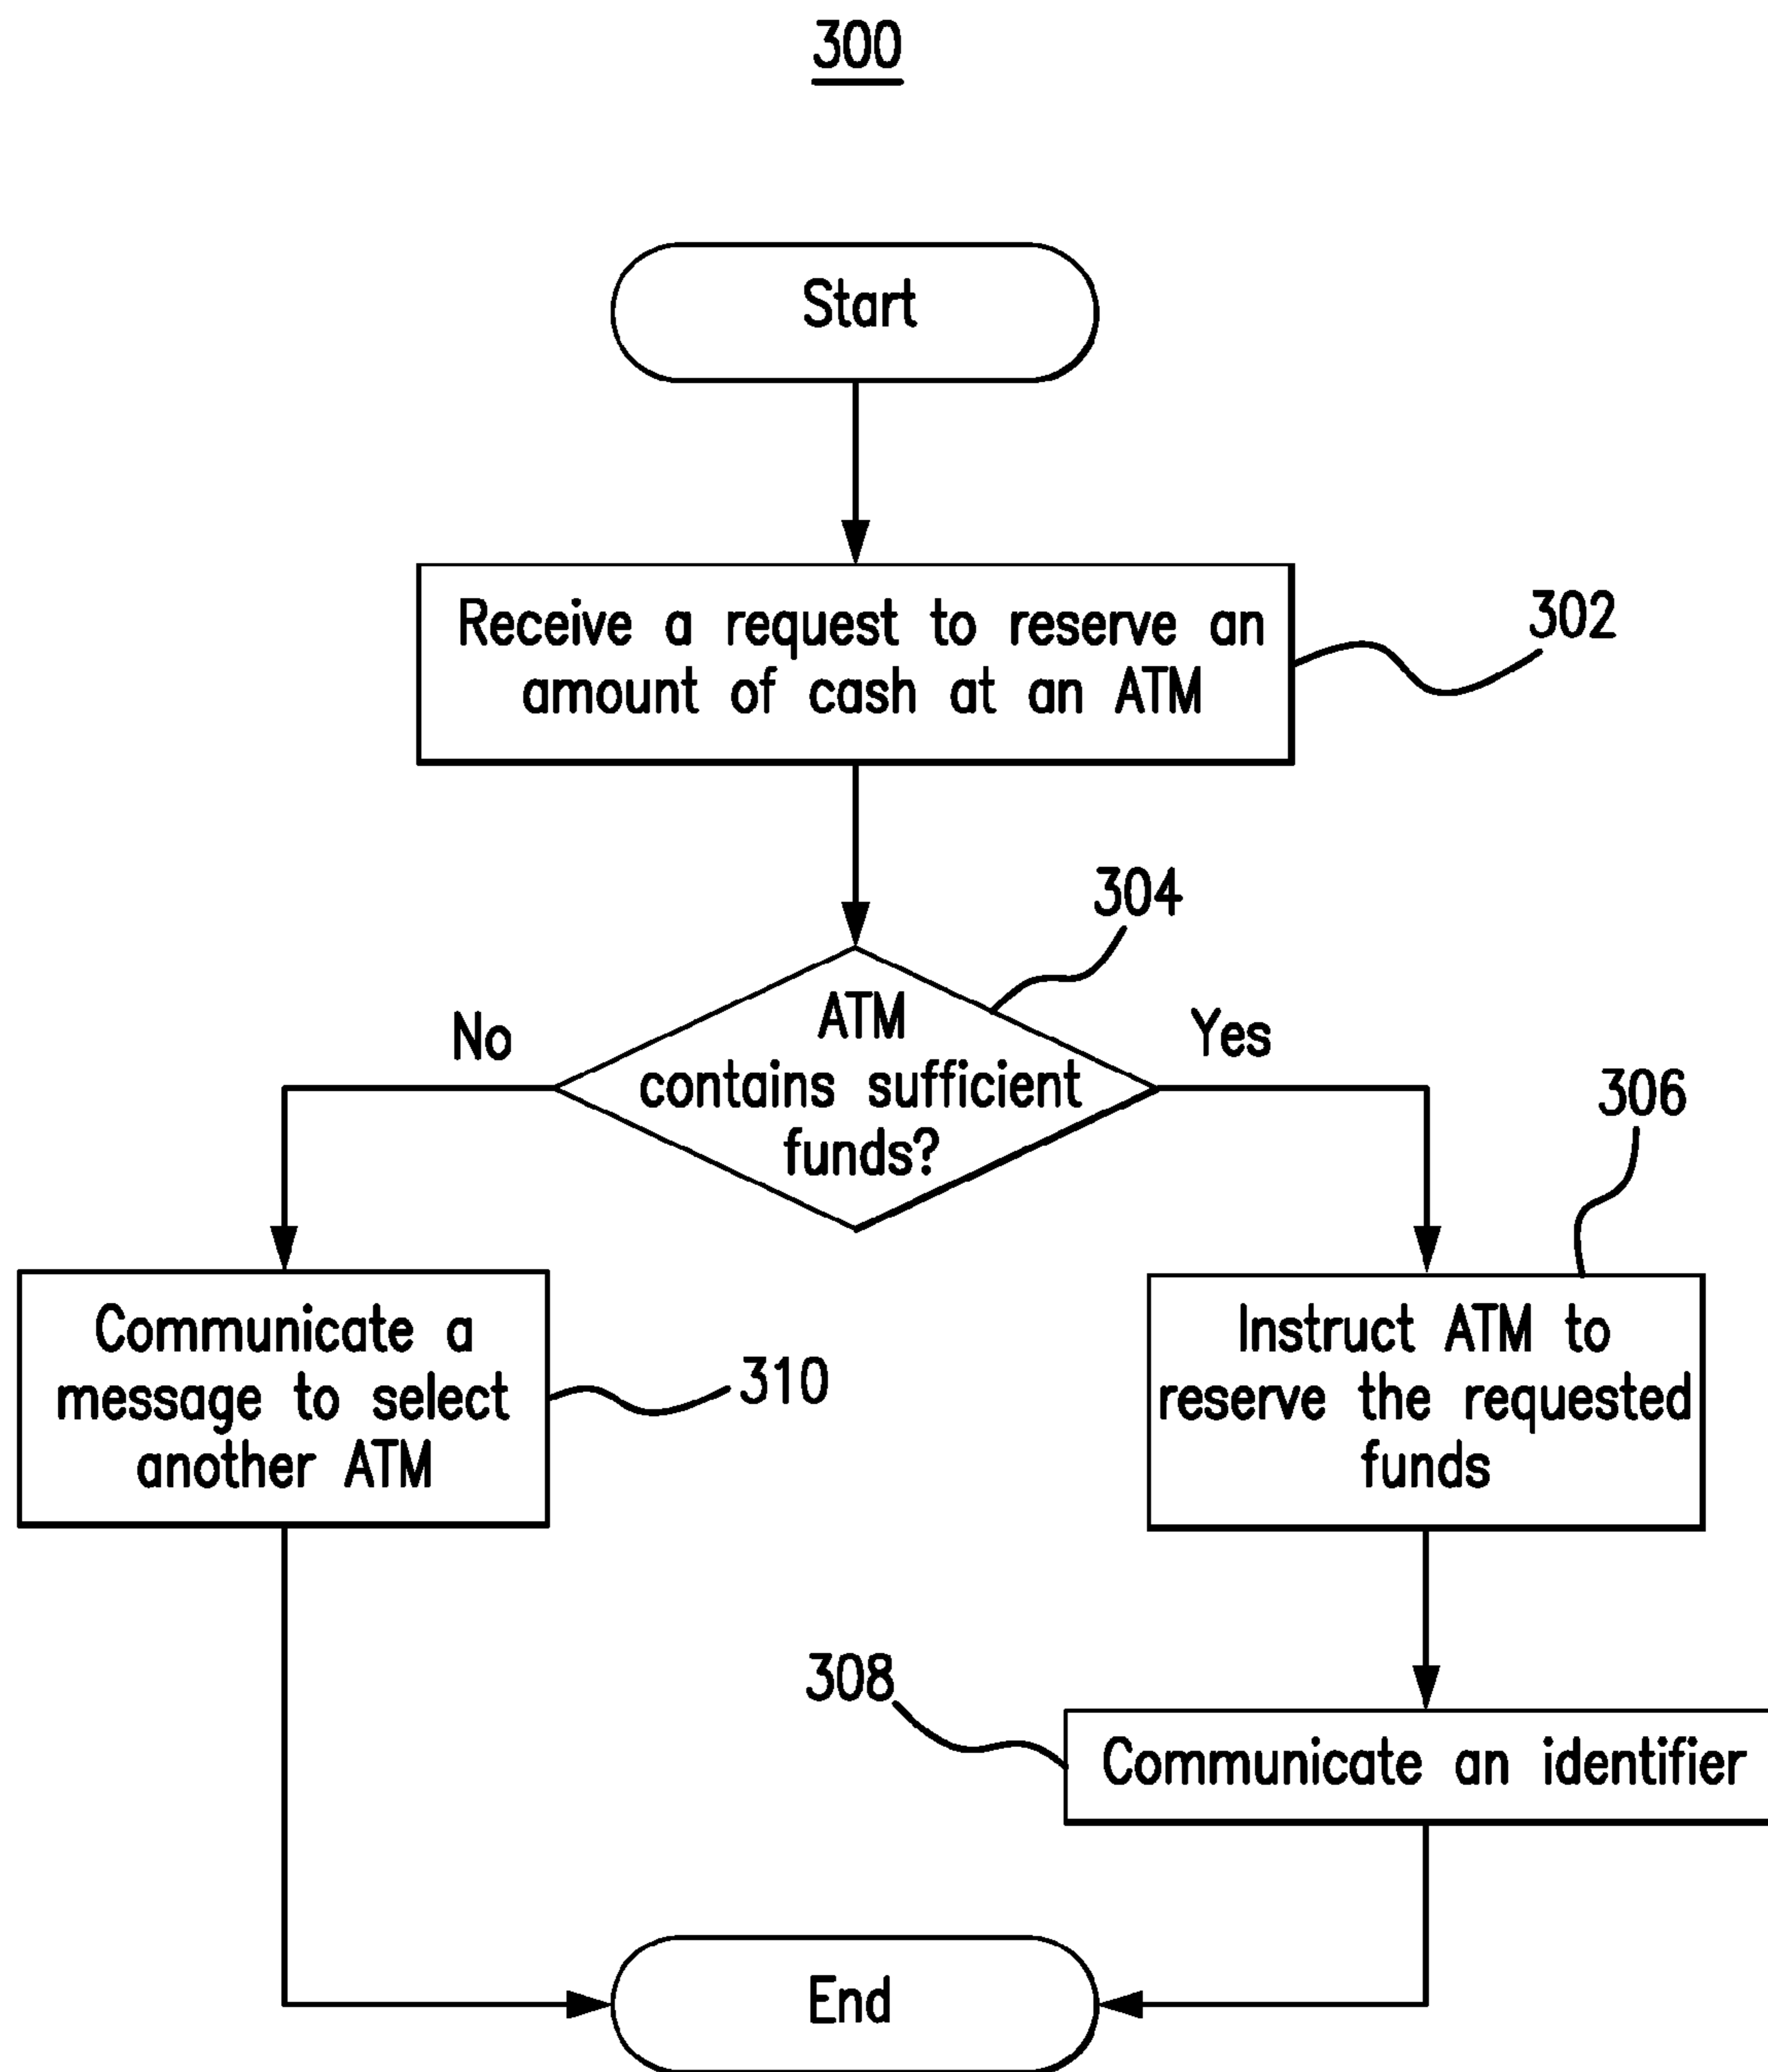 300
Start
Receive a request to reserve an
amount of cash at an ATM
302
304
ATM
contains sufficient
funds?
No
Yes
306
Communicate a
message to select
another ATM
310
Instruct ATM to
reserve the requested
funds
308
Communicate an identifier
End